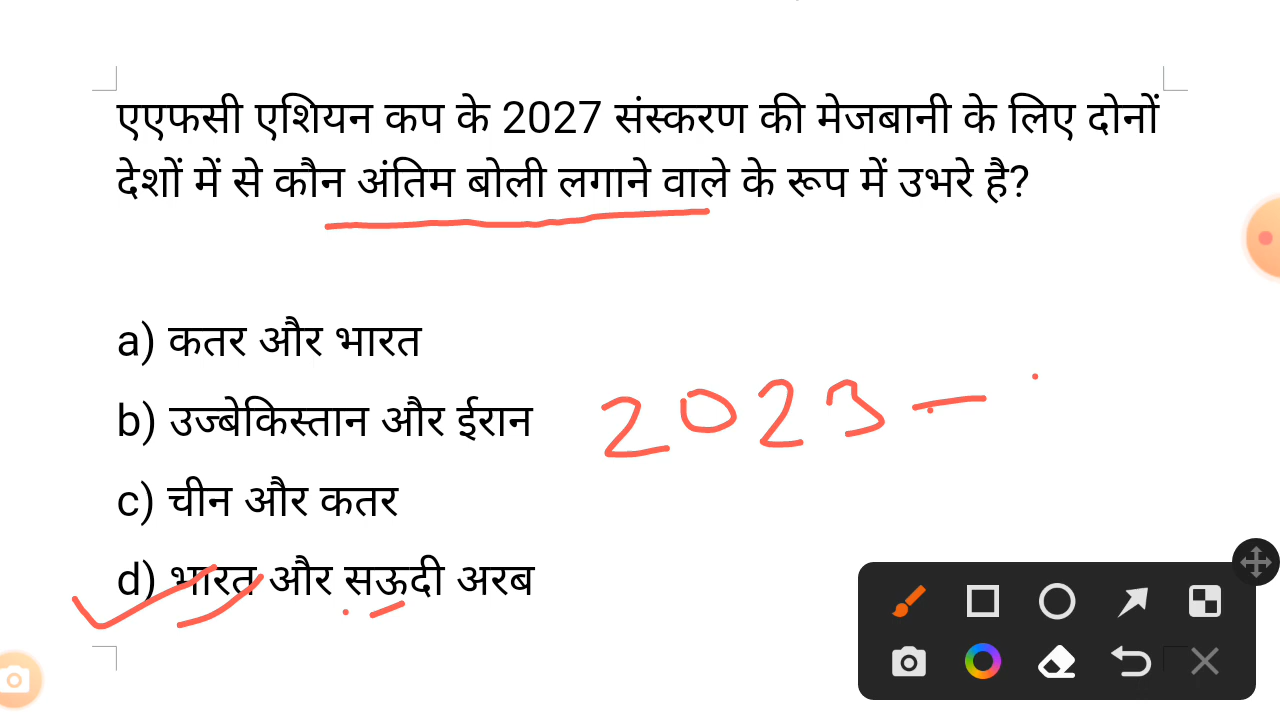 एएफसी एशियन कप के 2027 संस्करण की मेजबानी के लिए दोनों
देशों में से कौन अंतिम बोली लगाने वाले के रूप में उभरे है?
a) कतर और भारत
b) उज्बेकिस्तान और ईरान
2023-
c) चीन और कतर
d) भारत और सऊदी अरब